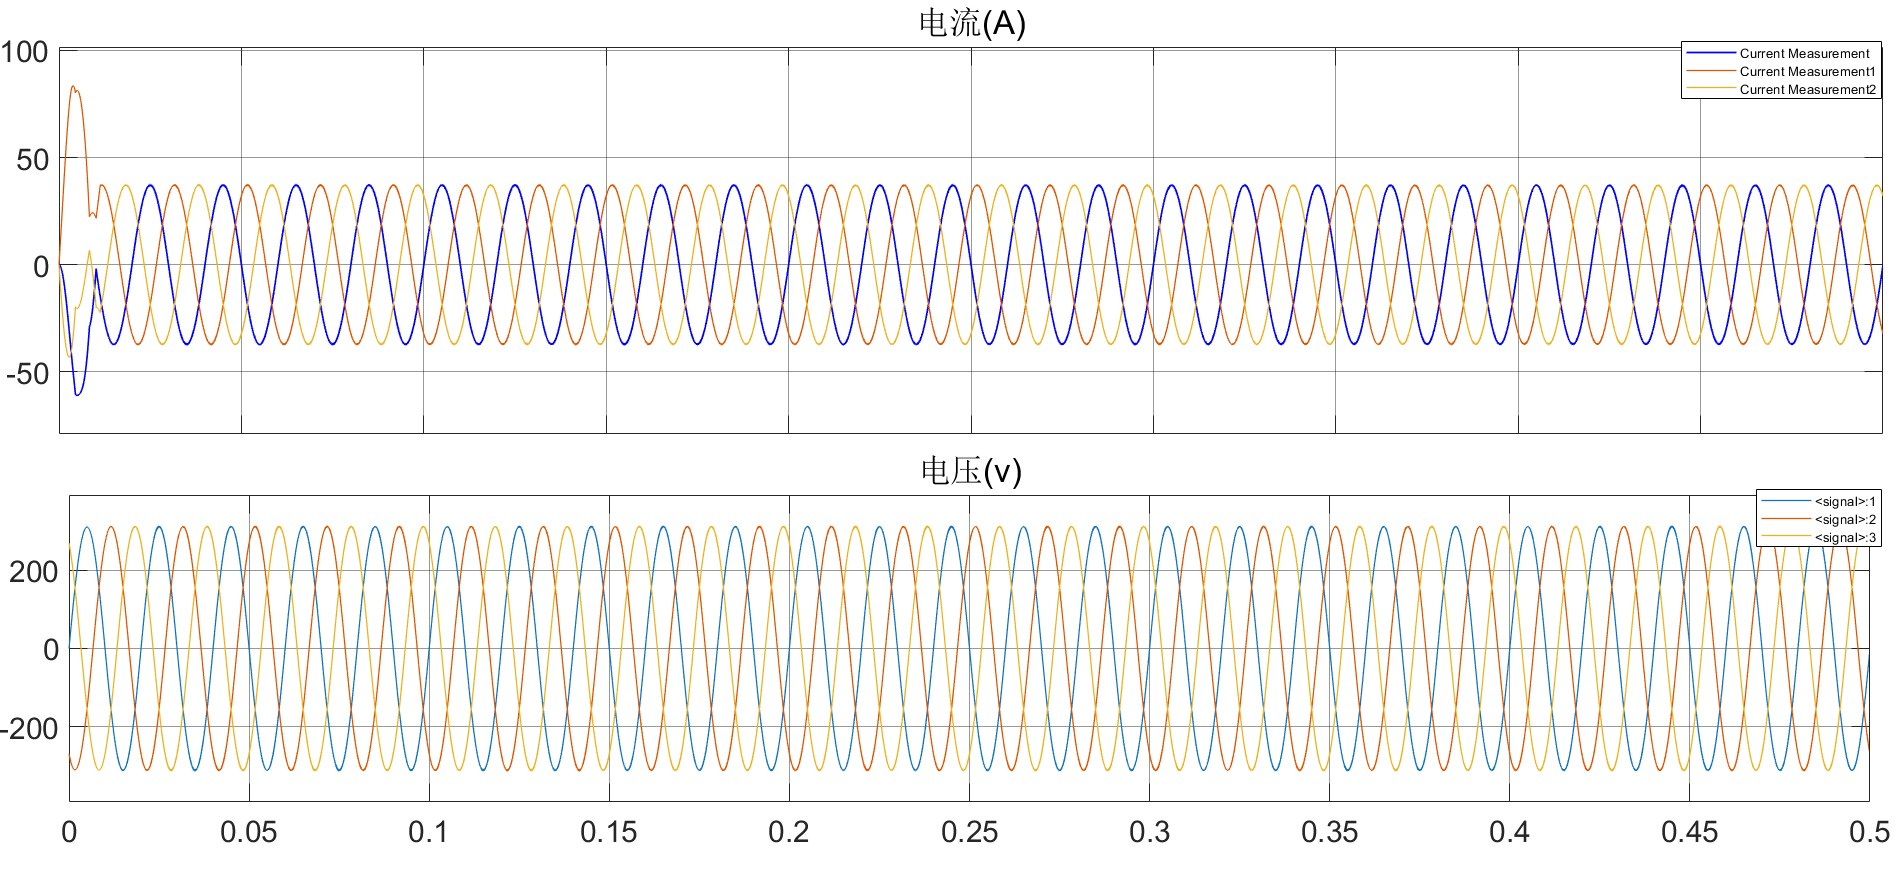 电流(A)
100
50
0
-50
Current Measurement
Current Measurement1
Current Measurement2
电压(v)
200
0
-200
<signal>:1
<signal>:2
<signal>:3
0 0.05 0.1 0.15 0.2 0.25 0.3 0.35 0.4 0.45 0.5